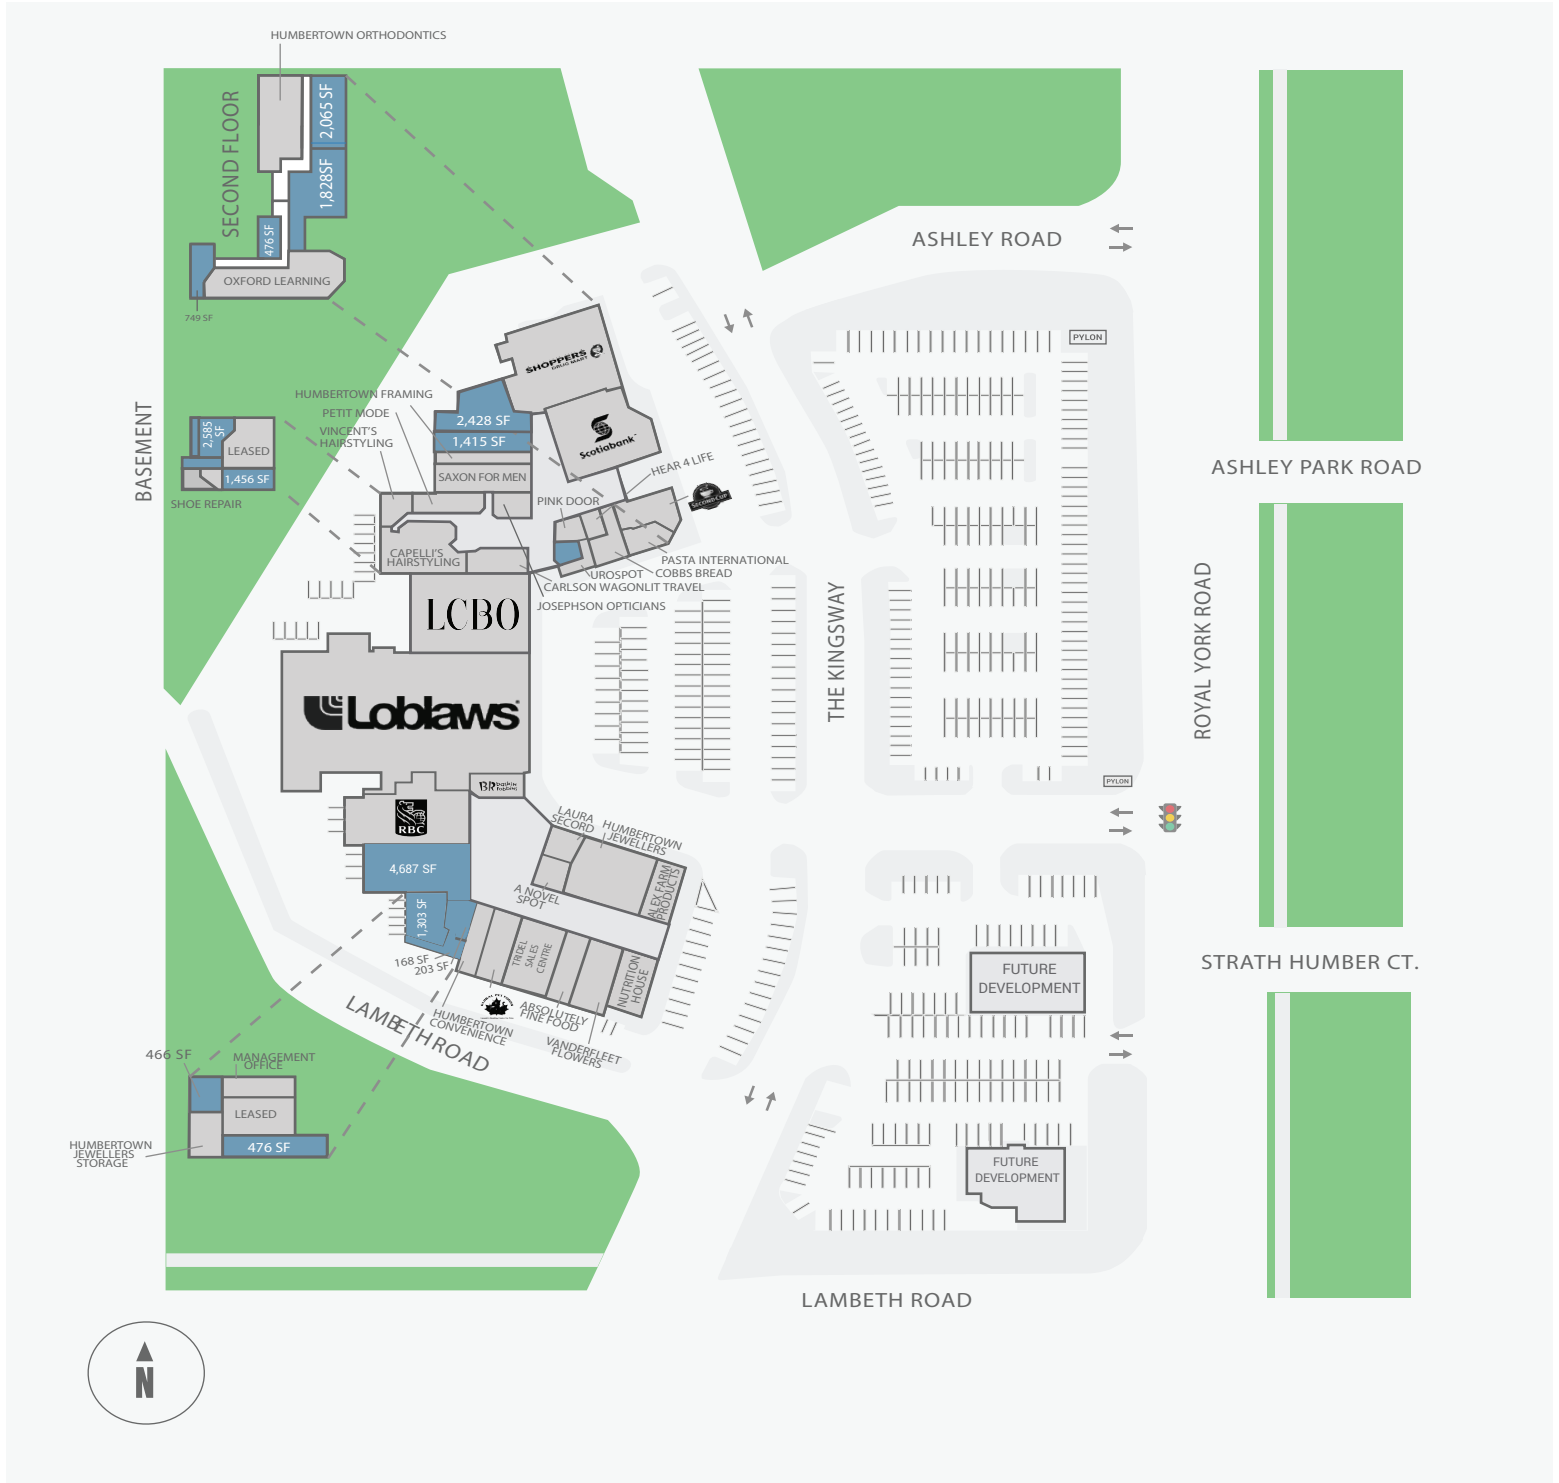 HUMBERTOWN ORTHODONTICS
SECOND FLOOR
2,065 SF
1,828SF
476 SF
OXFORD LEARNING
749 SF
ASHLEY ROAD
PYLON
SHOPPERS
DRUG MART
Scotiabank
HUMBERTOWN FRAMING
PETIT MODE
VINCENT'S
HAIRSTYLING
2,428 SF
1,415 SF
SAXON FOR MEN
BASEMENT
2,585
SF
LEASED
1,456 SF
SHOE REPAIR
HEAR 4 LIFE
PINK DOOR
SECOND CUP
CAPELLI'S
HAIRSTYLING
PASTA INTERNATIONAL
COBBS BREAD
UROSPOT
CARLSON WAGONLIT TRAVEL
JOSEPHSON OPTICIANS
ASHLEY PARK ROAD
LCBO
Loblaws
THE KINGSWAY
ROYAL YORK ROAD
BR baskin
robbins
PYLON
RBC
LAURA
SECORD
HUMBERTOWN
JEWELLERS
4,687 SF
A NOVEL
SPOT
ALEX FARM
PRODUCTS
1,303 SF
168 SF
203 SF
TRIDEL
SALES
CENTRE
NUTRITION
HOUSE
HUMBERTOWN
CONVENIENCE
ABSOLUTELY
FINE FOOD
VANDERFLEET
FLOWERS
LAMBETH ROAD
FUTURE
DEVELOPMENT
STRATH HUMBER CT.
466 SF
MANAGEMENT
OFFICE
LEASED
476 SF
HUMBERTOWN
JEWELLERS
STORAGE
FUTURE
DEVELOPMENT
LAMBETH ROAD
N